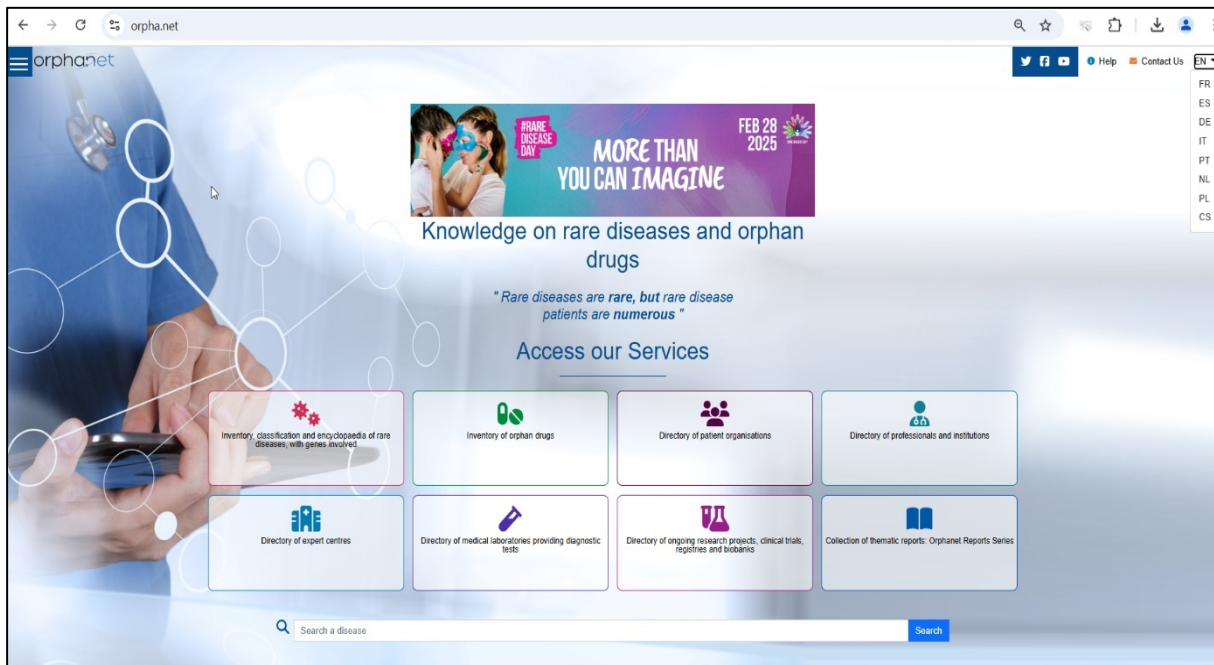 orpha.net
orphanet
Help
Contact Us
EN
FR
ES
DE
IT
PT
NL
PL
CS
#RARE
DISEASE
DAY
MORE THAN
YOU CAN IMAGINE
FEB 28
2025
Knowledge on rare diseases and orphan
drugs
" Rare diseases are rare, but rare disease
patients are numerous "
Access our Services
Inventory, classification and encyclopaedia of rare
diseases, with genes involved
Inventory of orphan drugs
Directory of patient organisations
Directory of professionals and institutions
Directory of expert centres
Directory of medical laboratories providing diagnostic
tests
Directory of ongoing research projects, clinical trials,
registries and biobanks
Collection of thematic reports: Orphanet Reports Series
Search a disease
Search